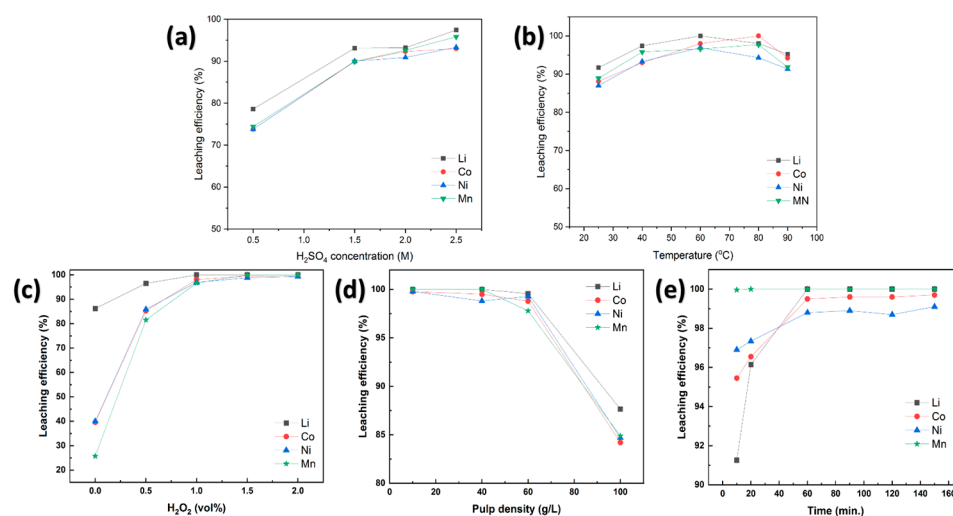 (a)
100
90
80
70
60
50
Leaching efficiency (%)
Li
Co
Ni
Mn
0.5
1.0
1.5
2.0
2.5
H₂SO₄ concentration (M)
(b)
100
90
80
70
60
50
Leaching efficiency (%)
Li
Co
Ni
MN
20
30
40
50
60
70
80
90
100
Temperature (°C)
(c)
100
90
80
70
60
50
40
30
20
Leaching efficiency (%)
Li
Co
Ni
Mn
0.0
0.5
1.0
1.5
2.0
H₂O₂ (vol%)
(d)
100
95
90
85
80
Leaching efficiency (%)
Li
Co
Ni
Mn
0
20
40
60
80
100
Pulp density (g/L)
(e)
100
99
98
97
96
95
94
93
92
91
90
Leaching efficiency (%)
Li
Co
Ni
Mn
0
20
40
60
80
100
120
140
160
Time (min.)